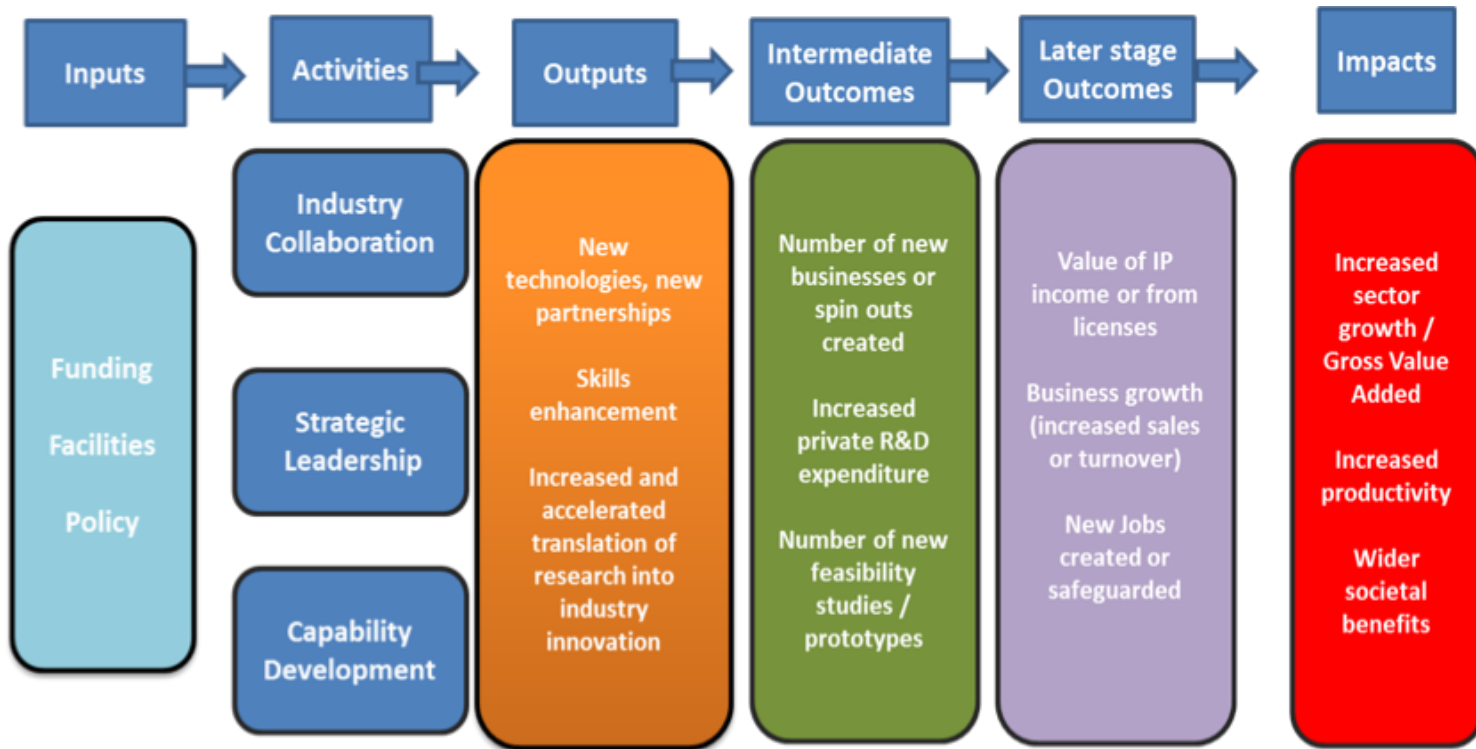 Inputs
Activities
Outputs
Intermediate
Outcomes
Later stage
Outcomes
Impacts
Funding
Facilities
Policy
Industry
Collaboration
Strategic
Leadership
Capability
Development
New
technologies, new
partnerships
Skills
enhancement
Increased and
accelerated
translation of
research into
industry
innovation
Number of new
businesses or
spin outs
created
Increased
private R&D
expenditure
Number of new
feasibility
studies /
prototypes
Value of IP
income or from
licenses
Business growth
(increased sales
or turnover)
New Jobs
created or
safeguarded
Increased
sector
growth /
Gross Value
Added
Increased
productivity
Wider
societal
benefits